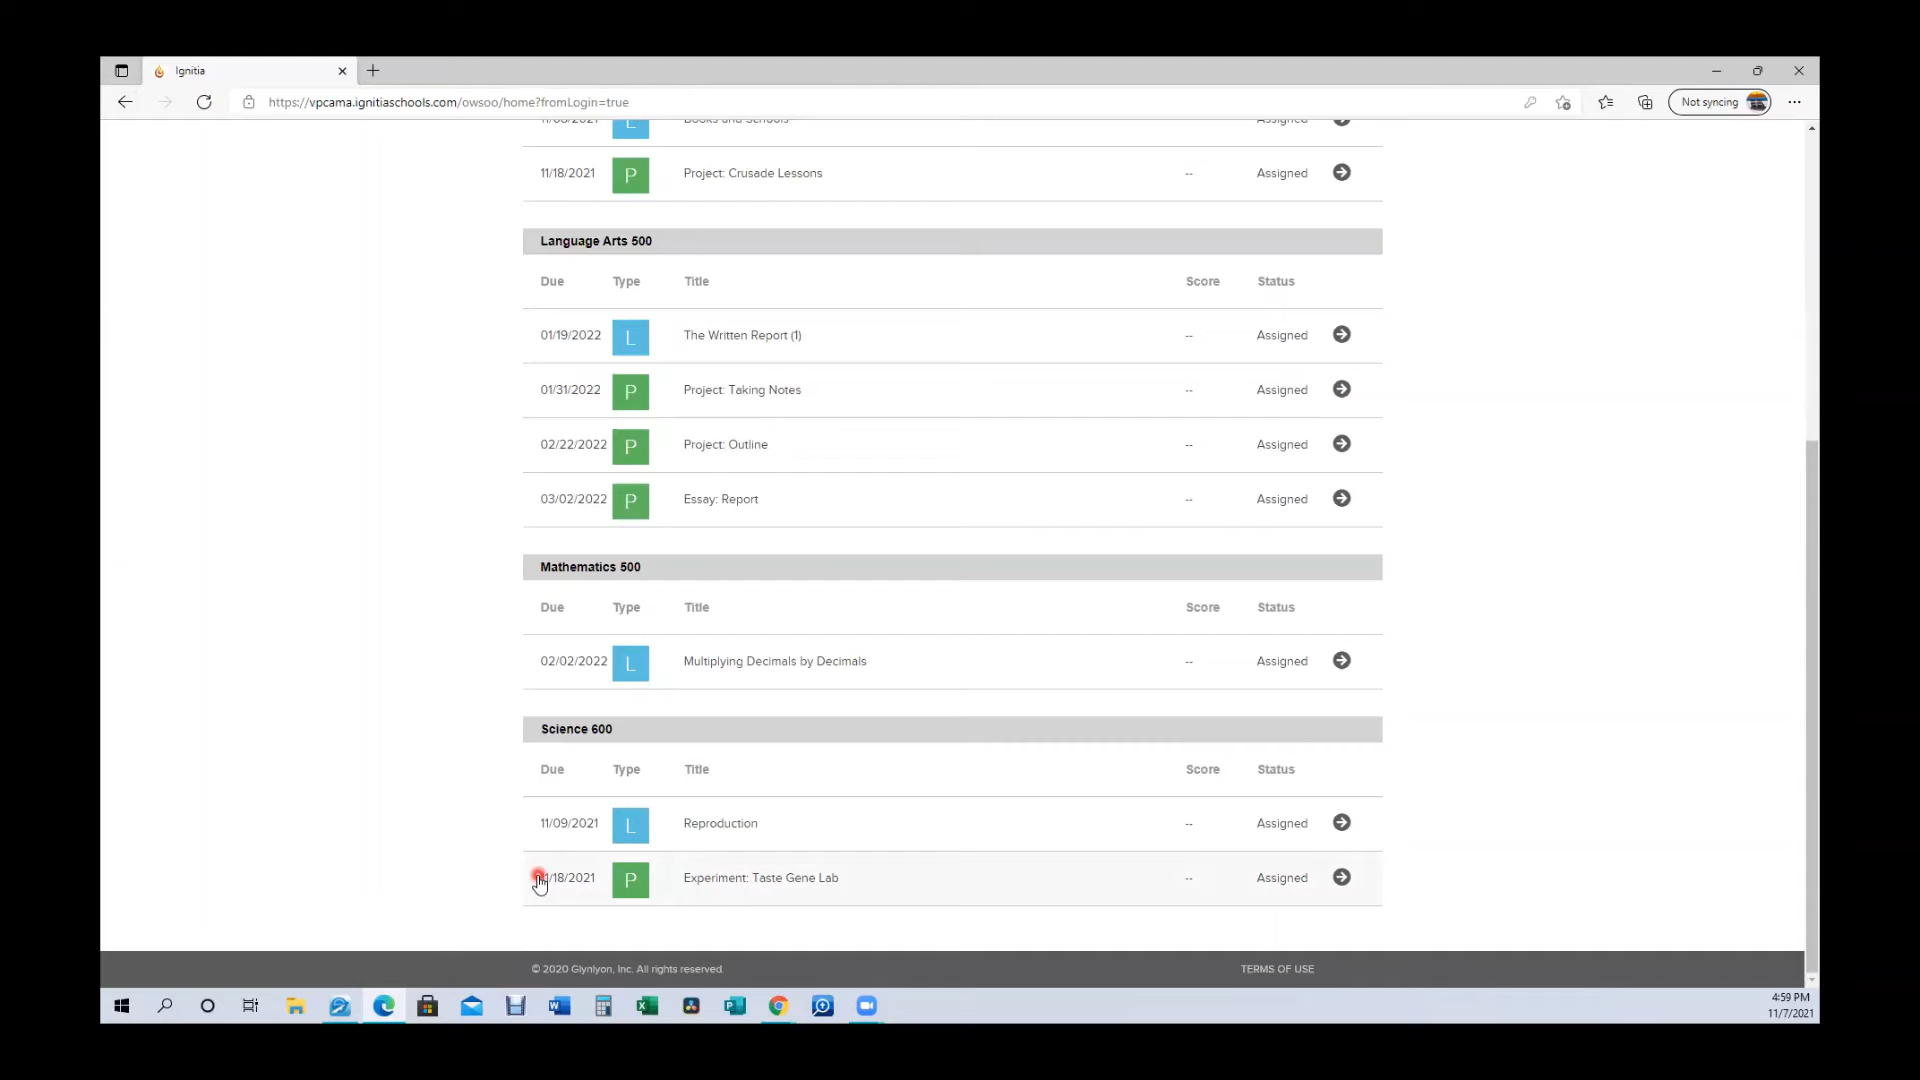 Ignitia
https://vpcama.ignitiaschools.com/owsoo/home?fromLogin=true
Not syncing
L Books and Schools Assigned
11/18/2021 P Project: Crusade Lessons -- Assigned
Language Arts 500
Due Type Title Score Status
01/19/2022 L The Written Report (1) -- Assigned
01/31/2022 P Project: Taking Notes -- Assigned
02/22/2022 P Project: Outline -- Assigned
03/02/2022 P Essay: Report -- Assigned
Mathematics 500
Due Type Title Score Status
02/02/2022 L Multiplying Decimals by Decimals -- Assigned
Science 600
Due Type Title Score Status
11/09/2021 L Reproduction -- Assigned
/18/2021 P Experiment: Taste Gene Lab -- Assigned
© 2020 Glynlyon, Inc. All rights reserved. TERMS OF USE
4:59 PM
11/7/2021